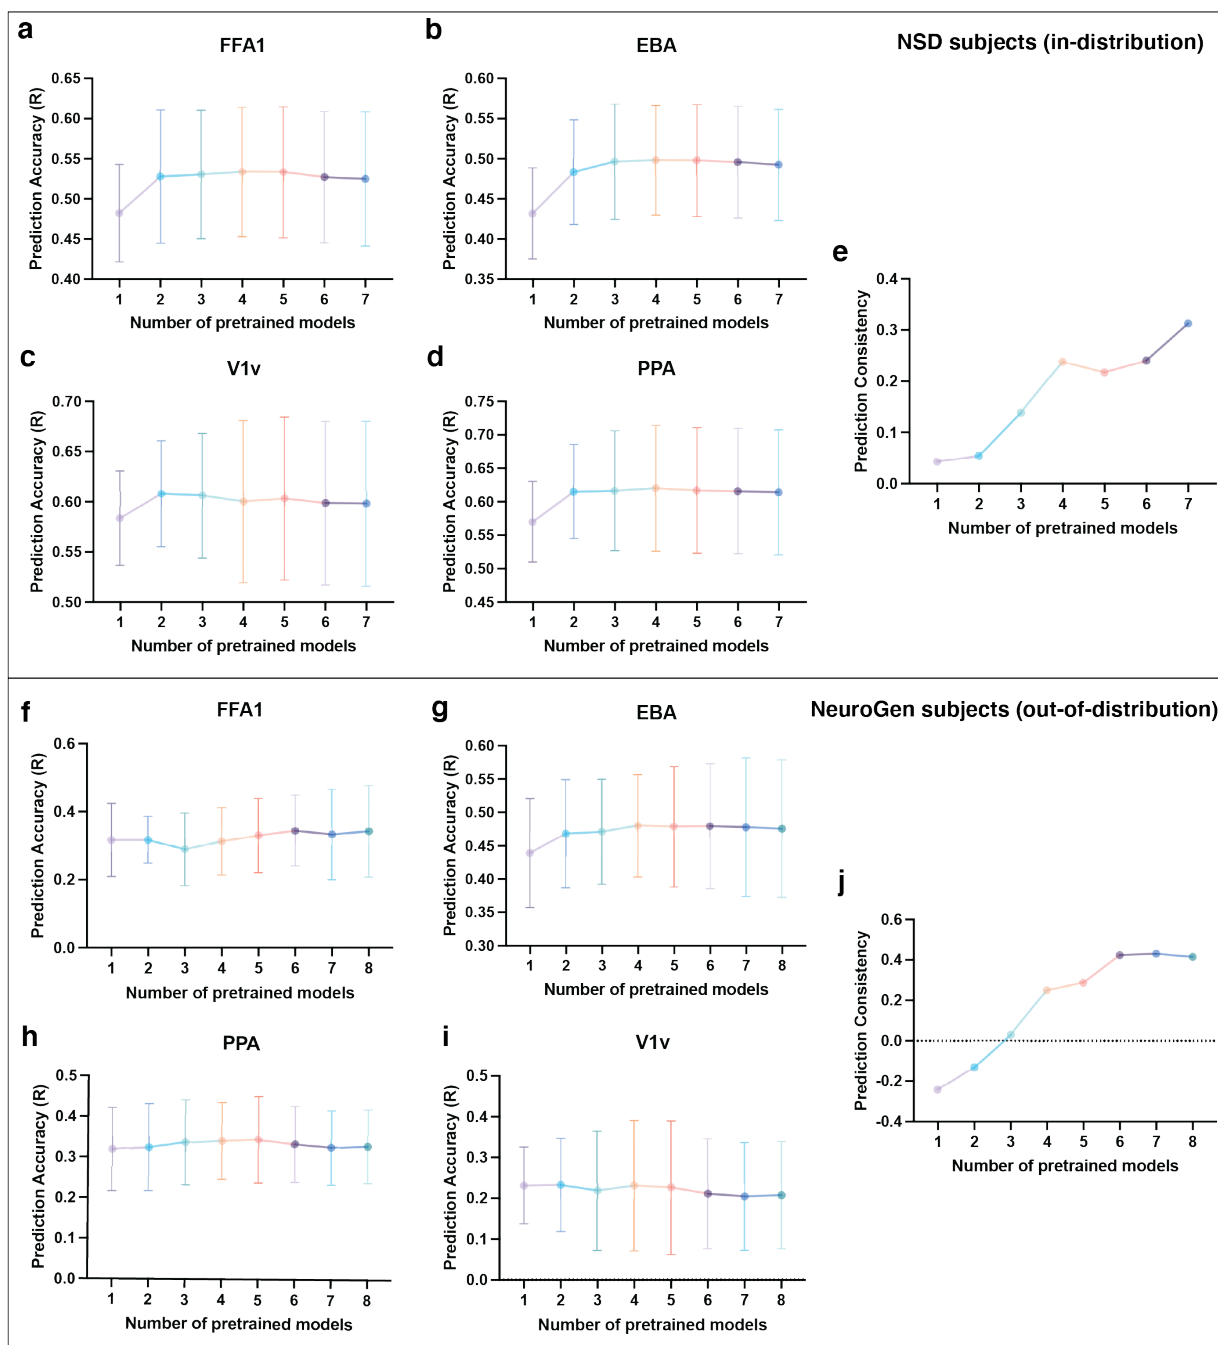 a
FFA1
Prediction Accuracy (R)
0.65
0.60
0.55
0.50
0.45
0.40
1 2 3 4 5 6 7
Number of pretrained models
b
EBA
Prediction Accuracy (R)
0.60
0.55
0.50
0.45
0.40
0.35
1 2 3 4 5 6 7
Number of pretrained models
NSD subjects (in-distribution)
c
V1v
Prediction Accuracy (R)
0.70
0.65
0.60
0.55
0.50
1 2 3 4 5 6 7
Number of pretrained models
d
PPA
Prediction Accuracy (R)
0.75
0.70
0.65
0.60
0.55
0.50
0.45
1 2 3 4 5 6 7
Number of pretrained models
e
Prediction Consistency
0.4
0.3
0.2
0.1
0.0
1 2 3 4 5 6 7
Number of pretrained models
f
FFA1
Prediction Accuracy (R)
0.6
0.4
0.2
0.0
1 2 3 4 5 6 7 8
Number of pretrained models
g
EBA
Prediction Accuracy (R)
0.60
0.55
0.50
0.45
0.40
0.35
0.30
1 2 3 4 5 6 7 8
Number of pretrained models
NeuroGen subjects (out-of-distribution)
h
PPA
Prediction Accuracy (R)
0.5
0.4
0.3
0.2
0.1
0.0
1 2 3 4 5 6 7 8
Number of pretrained models
i
V1v
Prediction Accuracy (R)
0.5
0.4
0.3
0.2
0.1
0.0
1 2 3 4 5 6 7 8
Number of pretrained models
j
Prediction Consistency
0.6
0.4
0.2
0.0
-0.2
-0.4
1 2 3 4 5 6 7 8
Number of pretrained models